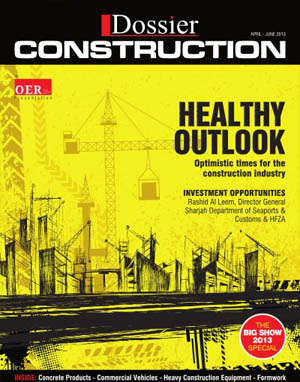 Dossier
CONSTRUCTION
APRIL - JUNE 2013
OER
presentation
HEALTHY
OUTLOOK
Optimistic times for the
construction industry
INVESTMENT OPPORTUNITIES
Rashid Al Leem, Director General
Sharjah Department of Seaports &
Customs & HFZA
THE
BIG SHOW
2013
SPECIAL
INSIDE: Concrete Products - Commercial Vehicles - Heavy Construction Equipment - Formwork